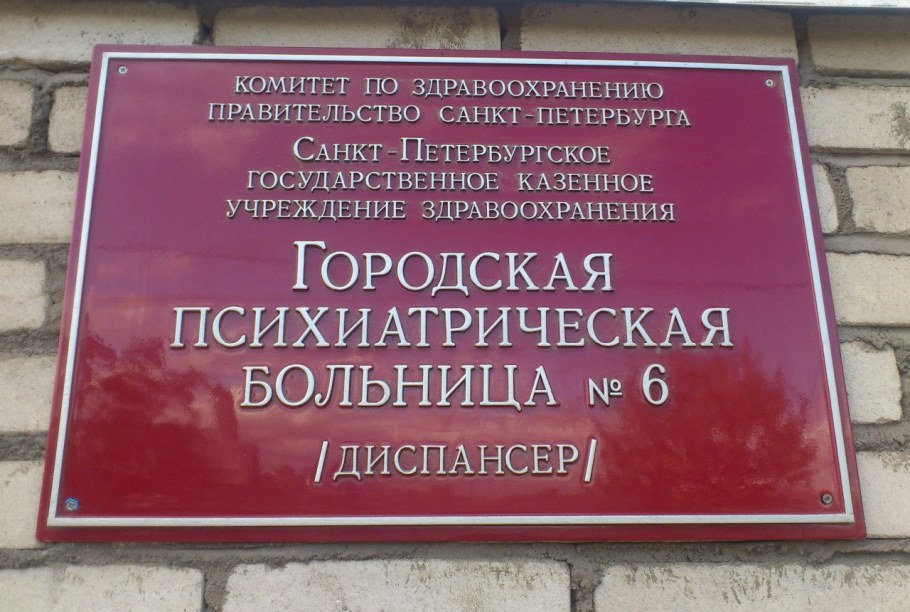 КОМИТЕТ ПО ЗДРАВООХРАНЕНИЮ
ПРАВИТЕЛЬСТВО САНКТ-ПЕТЕРБУРГА
САНКТ-ПЕТЕРБУРГСКОЕ
ГОСУДАРСТВЕННОЕ КАЗЕННОЕ
УЧРЕЖДЕНИЕ ЗДРАВООХРАНЕНИЯ
ГОРОДСКАЯ
ПСИХИАТРИЧЕСКАЯ
БОЛЬНИЦА № 6
/ДИСПАНСЕР/